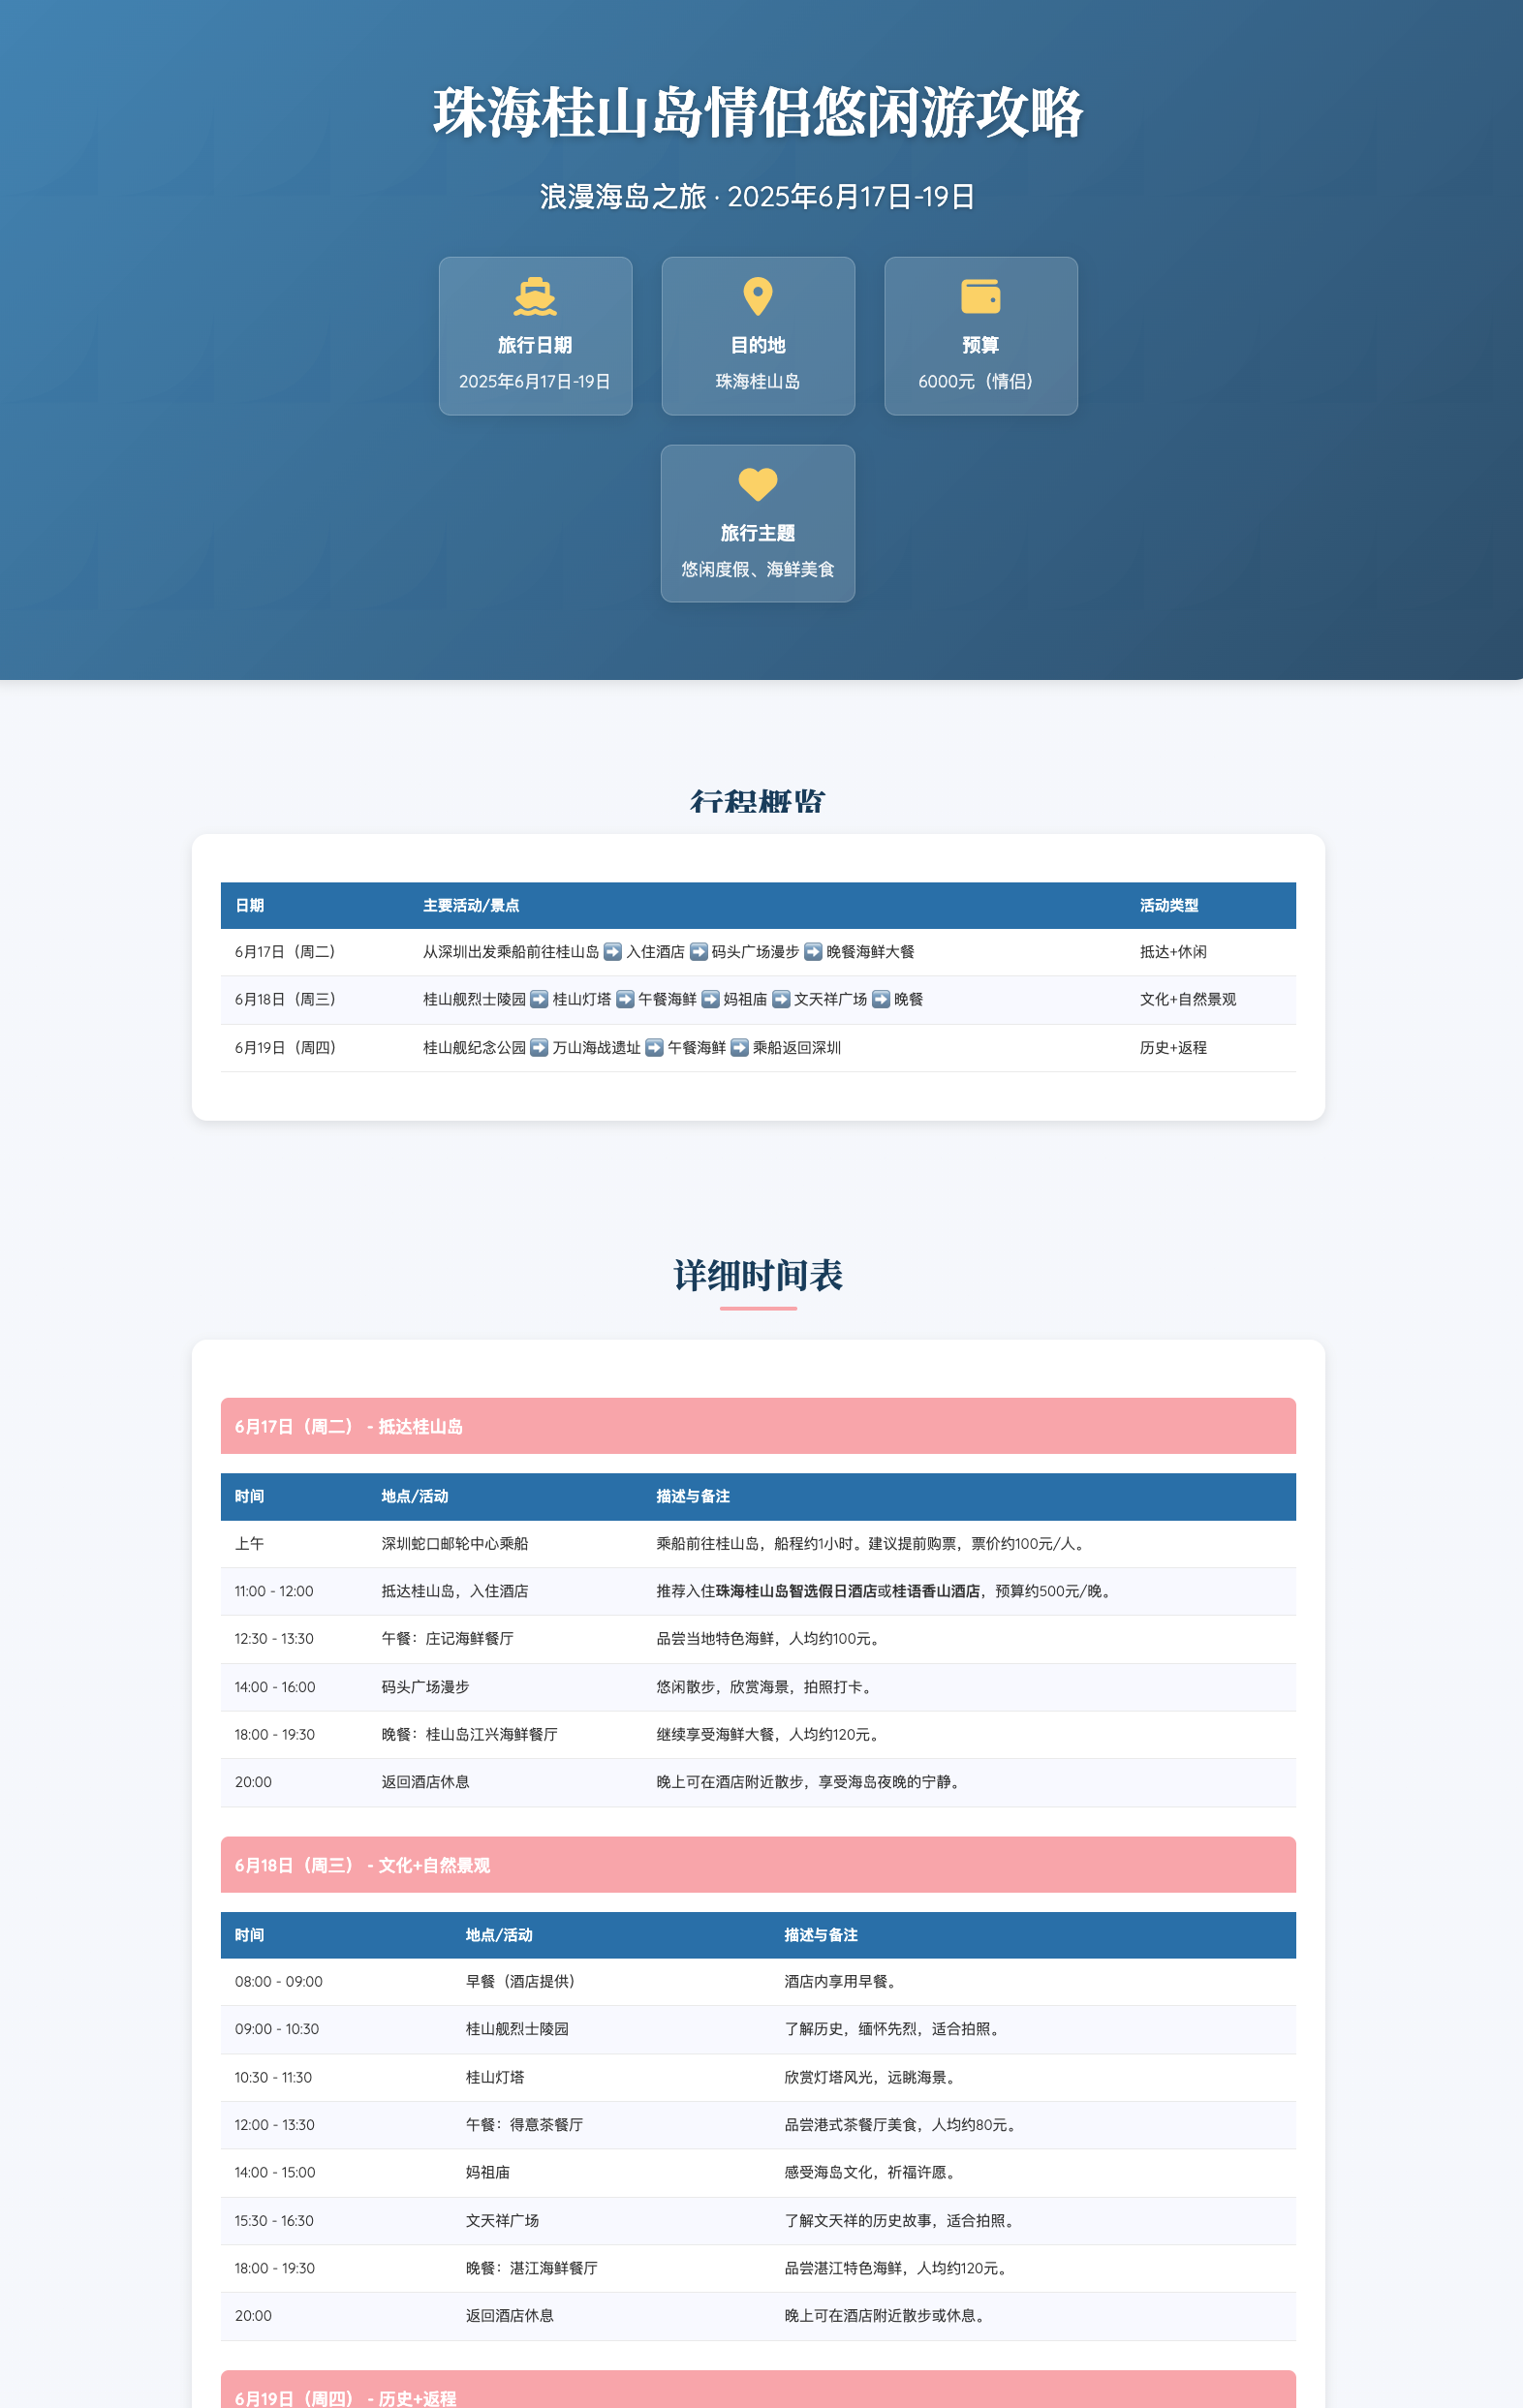 珠海桂山岛情侣悠闲游攻略
浪漫海岛之旅 · 2025年6月17日-19日
旅行日期
2025年6月17日-19日
目的地
珠海桂山岛
预算
6000元（情侣）
旅行主题
悠闲度假、海鲜美食
行程概览
日期 主要活动/景点 活动类型
6月17日（周二） 从深圳出发乘船前往桂山岛 ➡️ 入住酒店 ➡️ 码头广场漫步 ➡️ 晚餐海鲜大餐 抵达+休闲
6月18日（周三） 桂山舰烈士陵园 ➡️ 桂山灯塔 ➡️ 午餐海鲜 ➡️ 妈祖庙 ➡️ 文天祥广场 ➡️ 晚餐 文化+自然景观
6月19日（周四） 桂山舰纪念公园 ➡️ 万山海战遗址 ➡️ 午餐海鲜 ➡️ 乘船返回深圳 历史+返程
详细时间表
6月17日（周二） - 抵达桂山岛
时间 地点/活动 描述与备注
上午 深圳蛇口邮轮中心乘船 乘船前往桂山岛，船程约1小时。建议提前购票，票价约100元/人。
11:00 - 12:00 抵达桂山岛，入住酒店 推荐入住珠海桂山岛智选假日酒店或桂语香山酒店，预算约500元/晚。
12:30 - 13:30 午餐：庄记海鲜餐厅 品尝当地特色海鲜，人均约100元。
14:00 - 16:00 码头广场漫步 悠闲散步，欣赏海景，拍照打卡。
18:00 - 19:30 晚餐：桂山岛江兴海鲜餐厅 继续享受海鲜大餐，人均约120元。
20:00 返回酒店休息 晚上可在酒店附近散步，享受海岛夜晚的宁静。
6月18日（周三） - 文化+自然景观
时间 地点/活动 描述与备注
08:00 - 09:00 早餐（酒店提供） 酒店内享用早餐。
09:00 - 10:30 桂山舰烈士陵园 了解历史，缅怀先烈，适合拍照。
10:30 - 11:30 桂山灯塔 欣赏灯塔风光，远眺海景。
12:00 - 13:30 午餐：得意茶餐厅 品尝港式茶餐厅美食，人均约80元。
14:00 - 15:00 妈祖庙 感受海岛文化，祈福许愿。
15:30 - 16:30 文天祥广场 了解文天祥的历史故事，适合拍照。
18:00 - 19:30 晚餐：湛江海鲜餐厅 品尝湛江特色海鲜，人均约120元。
20:00 返回酒店休息 晚上可在酒店附近散步或休息。
6月19日（周四） - 历史+返程